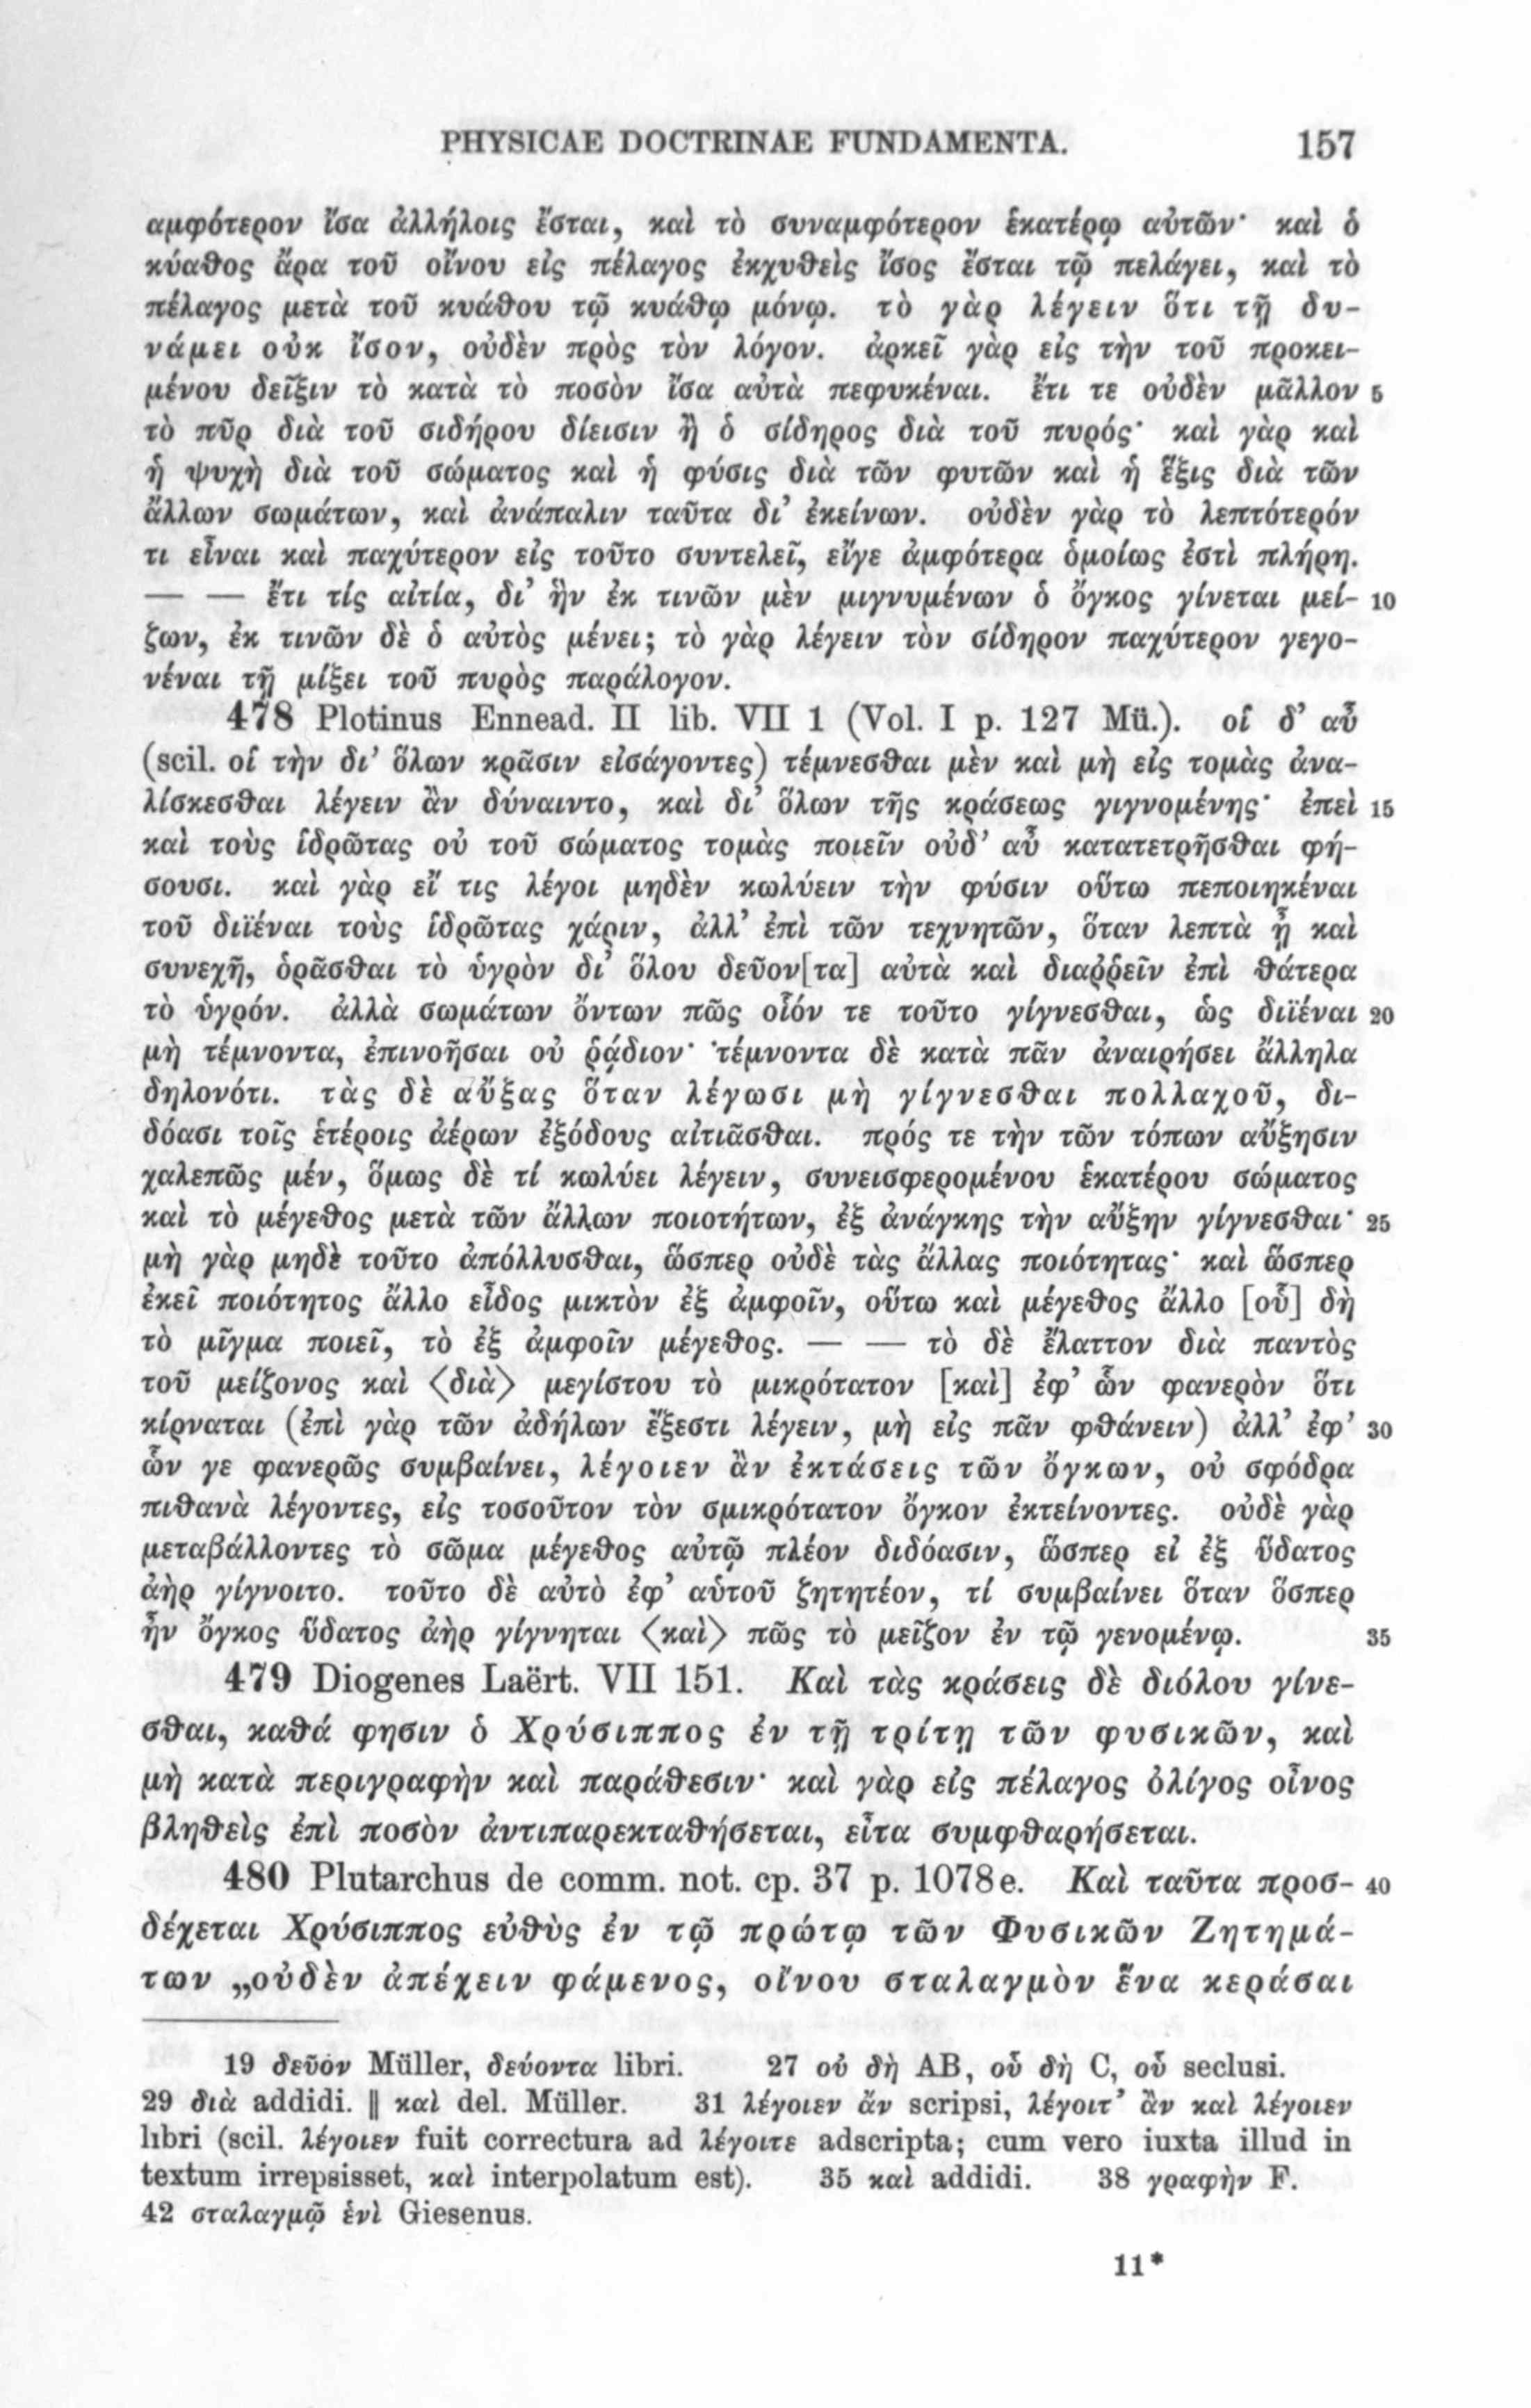 PHYSICAE DOCTRINAE FUNDAMENTA. 157
αμφότερον ἴσα ἀλλήλοις ἔσται, καὶ τὸ συναμφότερον ἑκατέρῳ αὐτῶν· καὶ ὁ
κύαθος ἄρα τοῦ οἴνου εἰς πέλαγος ἐκχυθεὶς ἴσος ἔσται τῷ πελάγει, καὶ τὸ
πέλαγος μετὰ τοῦ κυάθου τῷ κυάθῳ μόνῳ. τὸ γὰρ λέγειν ὅτι τῇ δυ-
νάμει οὐκ ἴσον, οὐδὲν πρὸς τὸν λόγον. ἀρκεῖ γὰρ εἰς τὴν τοῦ προκει-
μένου δεῖξιν τὸ κατὰ τὸ ποσὸν ἴσα αὐτὰ πεφυκέναι. ἔτι τε οὐδὲν μᾶλλον 5
τὸ πῦρ διὰ τοῦ σιδήρου δίεισιν ἢ ὁ σίδηρος διὰ τοῦ πυρός· καὶ γὰρ καὶ
ἡ ψυχὴ διὰ τοῦ σώματος καὶ ἡ φύσις διὰ τῶν φυτῶν καὶ ἡ ἕξις διὰ τῶν
ἄλλων σωμάτων, καὶ ἀνάπαλιν ταῦτα δι’ ἐκείνων. οὐδὲν γὰρ τὸ λεπτότερόν
τι εἶναι καὶ παχύτερον εἰς τοῦτο συντελεῖ, εἴγε ἀμφότερα ὁμοίως ἐστὶ πλήρη.
— — ἔτι τίς αἰτία, δι’ ἣν ἐκ τινῶν μὲν μιγνυμένων ὁ ὄγκος γίνεται μεί- 10
ζων, ἐκ τινῶν δὲ ὁ αὐτὸς μένει; τὸ γὰρ λέγειν τὸν σίδηρον παχύτερον γεγο-
νέναι τῇ μίξει τοῦ πυρὸς παράλογον.
478 Plotinus Ennead. II lib. VII 1 (Vol. I p. 127 Mü.). οἱ δ’ αὖ
(scil. οἱ τὴν δι’ ὅλων κρᾶσιν εἰσάγοντες) τέμνεσθαι μὲν καὶ μὴ εἰς τομὰς ἀνα-
λίσκεσθαι λέγειν ἂν δύναιντο, καὶ δι’ ὅλων τῆς κράσεως γιγνομένης· ἐπεὶ 15
καὶ τοὺς ἱδρῶτας οὐ τοῦ σώματος τομὰς ποιεῖν οὐδ’ αὖ κατατετρῆσθαι φή-
σουσι. καὶ γὰρ εἴ τις λέγοι μηδὲν κωλύειν τὴν φύσιν οὕτω πεποιηκέναι
τοῦ διϊέναι τοὺς ἱδρῶτας χάριν, ἀλλ’ ἐπὶ τῶν τεχνητῶν, ὅταν λεπτὰ ᾖ καὶ
συνεχῆ, ὁρᾶσθαι τὸ ὑγρὸν δι’ ὅλου δεῦον[τα] αὐτὰ καὶ διαῤῥεῖν ἐπὶ θάτερα
τὸ ὑγρόν. ἀλλὰ σωμάτων ὄντων πῶς οἷόν τε τοῦτο γίγνεσθαι, ὡς διϊέναι 20
μὴ τέμνοντα, ἐπινοῆσαι οὐ ῥᾴδιον· τέμνοντα δὲ κατὰ πᾶν ἀναιρήσει ἄλληλα
δηλονότι. τὰς δὲ αὔξας ὅταν λέγωσι μὴ γίγνεσθαι πολλαχοῦ, δι-
δόασι τοῖς ἑτέροις ἀέρων ἐξόδους αἰτιᾶσθαι. πρός τε τὴν τῶν τόπων αὔξησιν
χαλεπῶς μέν, ὅμως δὲ τί κωλύει λέγειν, συνεισφερομένου ἑκατέρου σώματος
καὶ τὸ μέγεθος μετὰ τῶν ἄλλων ποιοτήτων, ἐξ ἀνάγκης τὴν αὔξην γίγνεσθαι· 25
μὴ γὰρ μηδὲ τοῦτο ἀπόλλυσθαι, ὥσπερ οὐδὲ τὰς ἄλλας ποιότητας· καὶ ὥσπερ
ἐκεῖ ποιότητος ἄλλο εἶδος μικτὸν ἐξ ἀμφοῖν, οὕτω καὶ μέγεθος ἄλλο [οὗ] δὴ
τὸ μῖγμα ποιεῖ, τὸ ἐξ ἀμφοῖν μέγεθος. — — τὸ δὲ ἔλαττον διὰ παντὸς
τοῦ μείζονος καὶ ⟨διὰ⟩ μεγίστου τὸ μικρότατον [καὶ] ἐφ’ ὧν φανερὸν ὅτι
κίρναται (ἐπὶ γὰρ τῶν ἀδήλων ἔξεστι λέγειν, μὴ εἰς πᾶν φθάνειν) ἀλλ’ ἐφ’ 30
ὧν γε φανερῶς συμβαίνει, λέγοιεν ἂν ἐκτάσεις τῶν ὄγκων, οὐ σφόδρα
πιθανὰ λέγοντες, εἰς τοσοῦτον τὸν σμικρότατον ὄγκον ἐκτείνοντες. οὐδὲ γὰρ
μεταβάλλοντες τὸ σῶμα μέγεθος αὐτῷ πλέον διδόασιν, ὥσπερ εἰ ἐξ ὕδατος
ἀὴρ γίγνοιτο. τοῦτο δὲ αὐτὸ ἐφ’ αὑτοῦ ζητητέον, τί συμβαίνει ὅταν ὅσπερ
ἦν ὄγκος ὕδατος ἀὴρ γίγνηται ⟨καὶ⟩ πῶς τὸ μεῖζον ἐν τῷ γενομένῳ. 35
479 Diogenes Laërt. VII 151. Καὶ τὰς κράσεις δὲ διόλου γίνε-
σθαι, καθά φησιν ὁ Χρύσιππος ἐν τῇ τρίτῃ τῶν φυσικῶν, καὶ
μὴ κατὰ περιγραφὴν καὶ παράθεσιν· καὶ γὰρ εἰς πέλαγος ὀλίγος οἶνος
βληθεὶς ἐπὶ ποσὸν ἀντιπαρεκταθήσεται, εἶτα συμφθαρήσεται.
480 Plutarchus de comm. not. cp. 37 p. 1078e. Καὶ ταῦτα προσ- 40
δέχεται Χρύσιππος εὐθὺς ἐν τῷ πρώτῳ τῶν Φυσικῶν Ζητημά-
των „οὐδὲν ἀπέχειν φάμενος, οἴνου σταλαγμὸν ἕνα κεράσαι
19 δεῦόν Müller, δεύοντα libri. 27 οὐ δὴ AB, οὗ δὴ C, οὗ seclusi.
29 διὰ addidi. || καὶ del. Müller. 31 λέγοιεν ἄν scripsi, λέγοιτ’ ἂν καὶ λέγοιεν
libri (scil. λέγοιεν fuit correctura ad λέγοιτε adscripta; cum vero iuxta illud in
textum irrepsisset, καὶ interpolatum est). 35 καὶ addidi. 38 γραφὴν F.
42 σταλαγμῷ ἑνὶ Giesenus.
11*